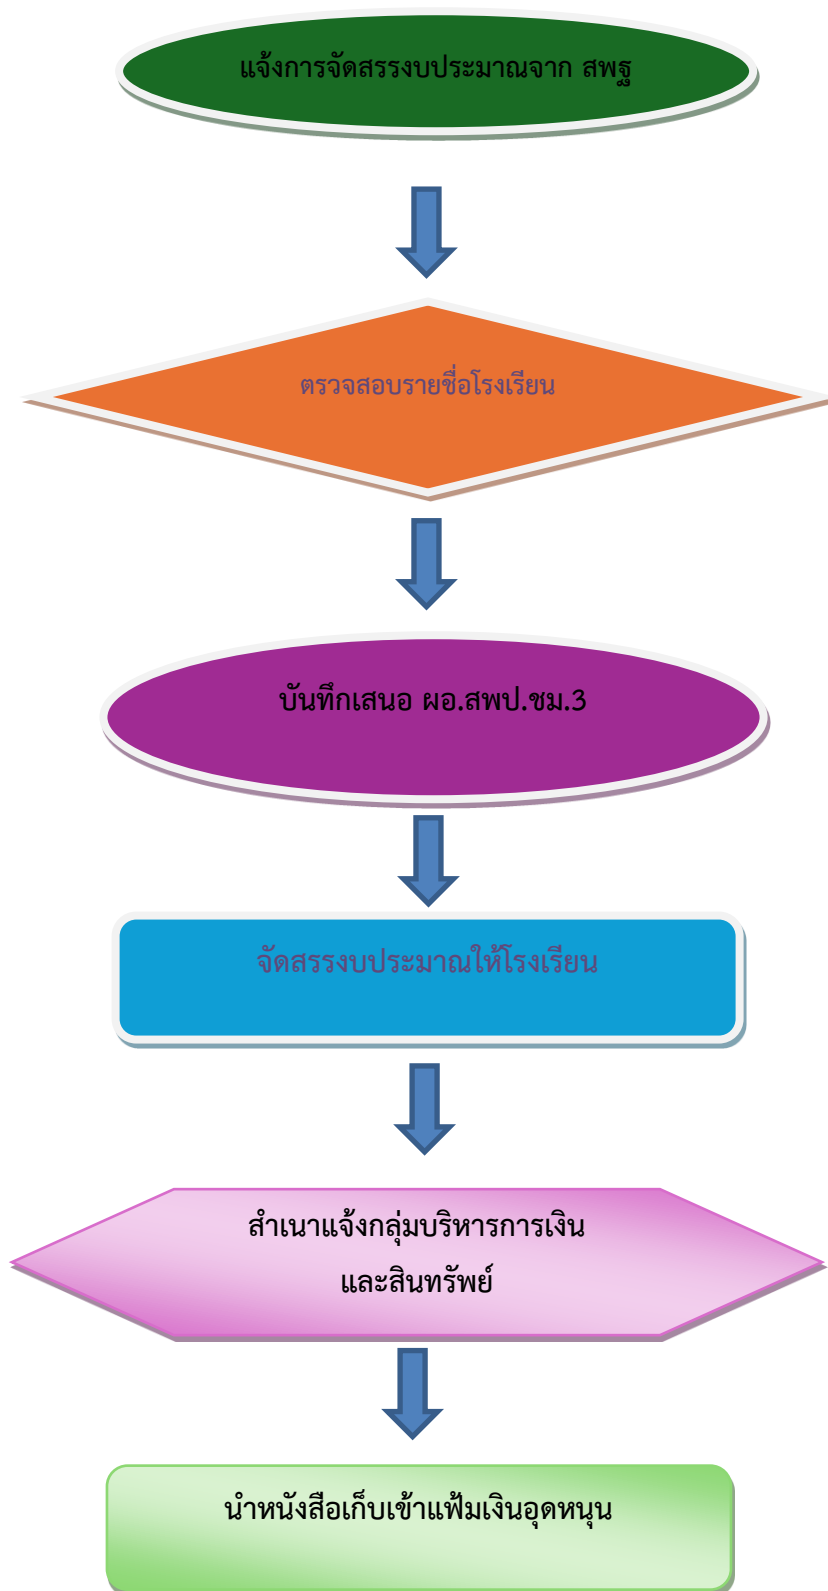 แจ้งการจัดสรรงบประมาณจาก สพฐ
ตรวจสอบรายชื่อโรงเรียน
บันทึกเสนอ ผอ.สพป.ชม.3
จัดสรรงบประมาณให้โรงเรียน
สำเนาแจ้งกลุ่มบริหารการเงิน
และสินทรัพย์
นำหนังสือเก็บเข้าแฟ้มเงินอุดหนุน